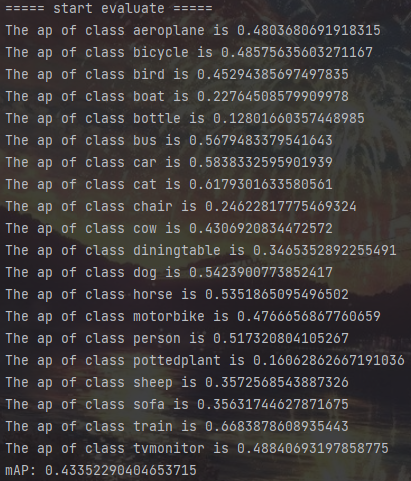 ===== start evaluate =====
The ap of class aeroplane is 0.4803680691918315
The ap of class bicycle is 0.48575635603271167
The ap of class bird is 0.45294385697497835
The ap of class boat is 0.22764508579909978
The ap of class bottle is 0.12801660357448985
The ap of class bus is 0.5679483379541643
The ap of class car is 0.5838332595901939
The ap of class cat is 0.6179301633580561
The ap of class chair is 0.24622817775469324
The ap of class cow is 0.4306920834472572
The ap of class diningtable is 0.3465352892255491
The ap of class dog is 0.5423900773852417
The ap of class horse is 0.5351865095496502
The ap of class motorbike is 0.4766656867760659
The ap of class person is 0.517320804105267
The ap of class pottedplant is 0.16062862667191036
The ap of class sheep is 0.3572568543887326
The ap of class sofa is 0.35631744627871675
The ap of class train is 0.6683878608935443
The ap of class tvmonitor is 0.48840693197858775
mAP: 0.43352290404653715